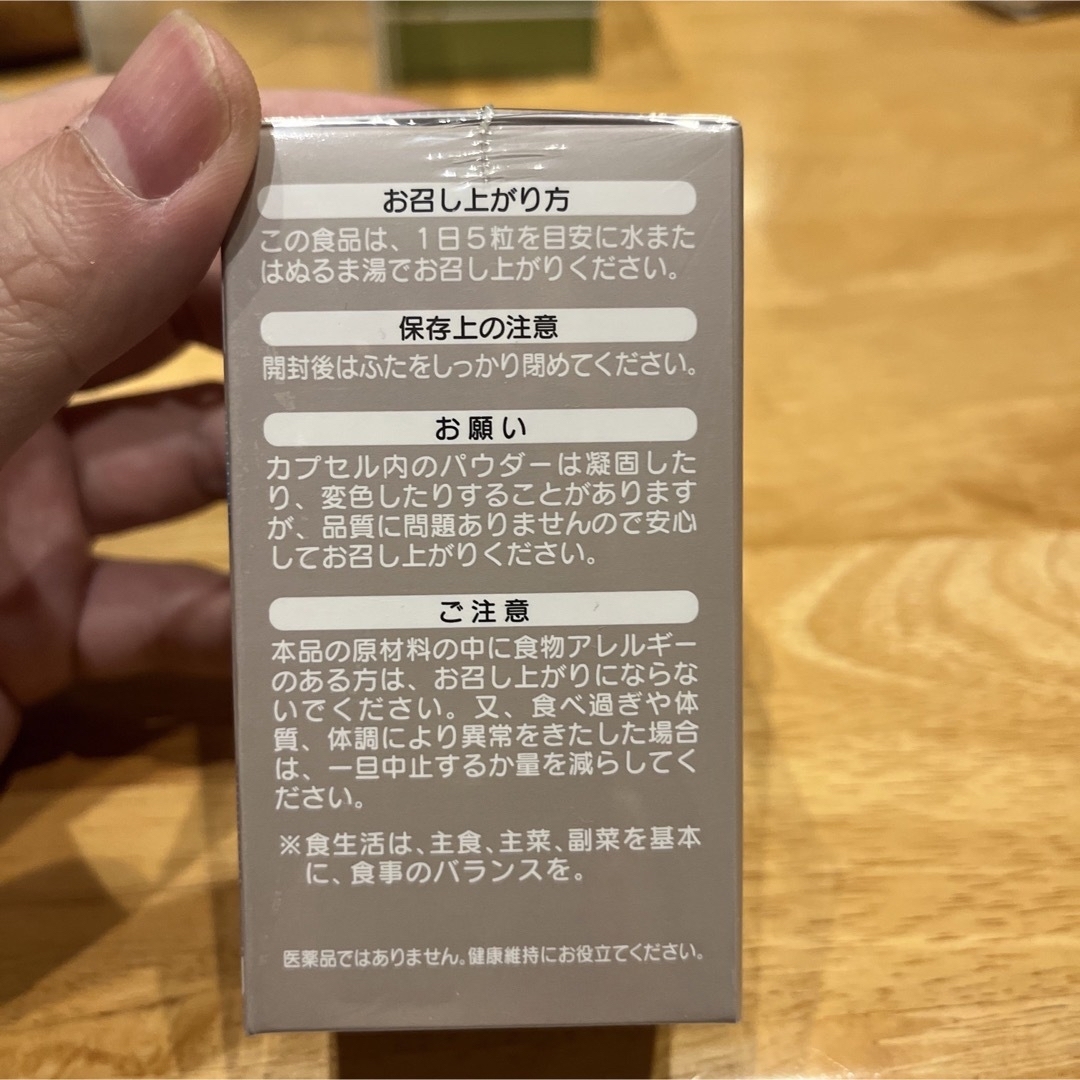 お召し上がり方
この食品は、1日5粒を目安に水また
はぬるま湯でお召し上がりください。
保存上の注意
開封後はふたをしっかり閉めてください。
お願い
カプセル内のパウダーは凝固した
り、変色したりすることがあります
が、品質に問題ありませんので安心
してお召し上がりください。
ご注意
本品の原材料の中に食物アレルギー
のある方は、お召し上がりにならな
いでください。又、食べ過ぎや体
質、体調により異常をきたした場合
は、一旦中止するか量を減らしてく
ださい。
※食生活は、主食、主菜、副菜を基本
に、食事のバランスを。
医薬品ではありません。健康維持にお役立てください。